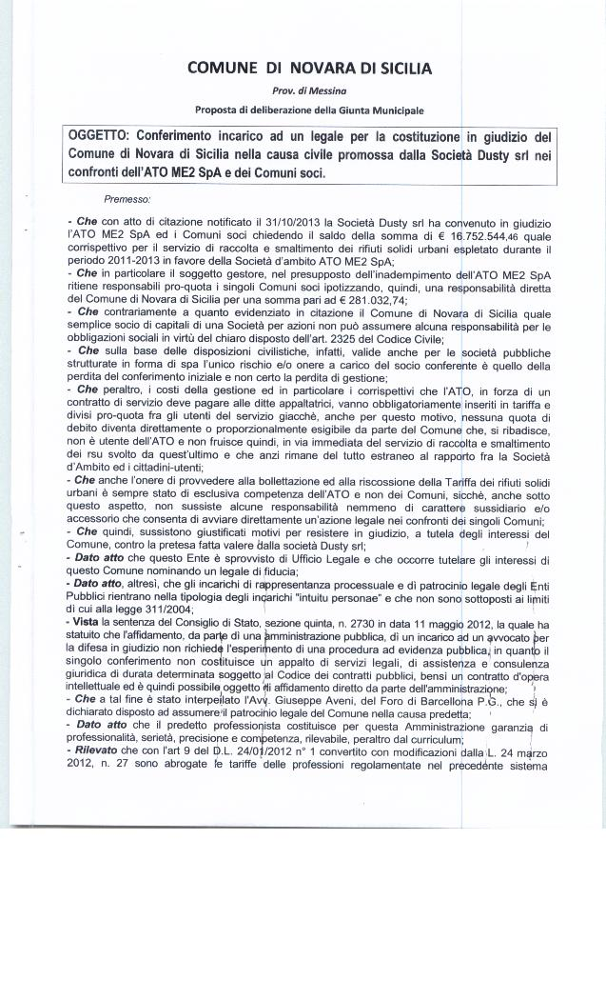 COMUNE DI NOVARA DI SICILIA
Prov. di Messina
Proposta di deliberazione della Giunta Municipale
OGGETTO: Conferimento incarico ad un legale per la costituzione in giudizio del
Comune di Novara di Sicilia nella causa civile promossa dalla Società Dusty srl nei
confronti dell'ATO ME2 SpA e dei Comuni soci.
Premesso:
- Che con atto di citazione notificato il 31/10/2013 la Società Dusty srl ha convenuto in giudizio
l'ATO ME2 SpA ed i Comuni soci chiedendo il saldo della somma di € 16.752.544,46 quale
corrispettivo per il servizio di raccolta e smaltimento dei rifiuti solidi urbani espletato durante il
periodo 2011-2013 in favore della Società d'ambito ATO ME2 SpA;
- Che in particolare il soggetto gestore, nel presupposto dell'inadempimento dell'ATO ME2 SpA
ritiene responsabili pro-quota i singoli Comuni soci ipotizzando, quindi, una responsabilità diretta
del Comune di Novara di Sicilia per una somma pari ad € 281.032,74;
- Che contrariamente a quanto evidenziato in citazione il Comune di Novara di Sicilia quale
semplice socio di capitali di una Società per azioni non può assumere alcuna responsabilità per le
obbligazioni sociali in virtù del chiaro disposto dell'art. 2325 del Codice Civile;
- Che sulla base delle disposizioni civilistiche, infatti, valide anche per le società pubbliche
strutturate in forma di spa l'unico rischio e/o onere a carico del socio conferente è quello della
perdita del conferimento iniziale e non certo la perdita di gestione;
- Che peraltro, i costi della gestione ed in particolare i corrispettivi che l'ATO, in forza di un
contratto di servizio deve pagare alle ditte appaltatrici, vanno obbligatoriamente inseriti in tariffa e
divisi pro-quota fra gli utenti del servizio giacchè, anche per questo motivo, nessuna quota di
debito diventa direttamente o proporzionalmente esigibile da parte del Comune che, si ribadisce,
non è utente dell'ATO e non fruisce quindi, in via immediata del servizio di raccolta e smaltimento
dei rsu svolto da quest'ultimo e che anzi rimane del tutto estraneo al rapporto fra la Società
d'Ambito ed i cittadini-utenti;
- Che anche l'onere di provvedere alla bollettazione ed alla riscossione della Tariffa dei rifiuti solidi
urbani è sempre stato di esclusiva competenza dell'ATO e non dei Comuni, sicchè, anche sotto
questo aspetto, non sussiste alcune responsabilità nemmeno di carattere sussidiario e/o
accessorio che consenta di avviare direttamente un'azione legale nei confronti dei singoli Comuni;
- Che quindi, sussistono giustificati motivi per resistere in giudizio, a tutela degli interessi del
Comune, contro la pretesa fatta valere dalla società Dusty srl;
- Dato atto che questo Ente è sprovvisto di Ufficio Legale e che occorre tutelare gli interessi di
questo Comune nominando un legale di fiducia;
- Dato atto, altresì, che gli incarichi di rappresentanza processuale e di patrocinio legale degli Enti
Pubblici rientrano nella tipologia degli incarichi "intuitu personae" e che non sono sottoposti ai limiti
di cui alla legge 311/2004;
- Vista la sentenza del Consiglio di Stato, sezione quinta, n. 2730 in data 11 maggio 2012, la quale ha
statuito che l'affidamento, da parte di una amministrazione pubblica, di un incarico ad un avvocato per
la difesa in giudizio non richiede l'esperimento di una procedura ad evidenza pubblica, in quanto il
singolo conferimento non costituisce un appalto di servizi legali, di assistenza e consulenza
giuridica di durata determinata soggetto al Codice dei contratti pubblici, bensì un contratto d'opera
intellettuale ed è quindi possibile oggetto di affidamento diretto da parte dell'amministrazione;
- Che a tal fine è stato interpellato l'Avv. Giuseppe Aveni, del Foro di Barcellona P.G., che si è
dichiarato disposto ad assumere il patrocinio legale del Comune nella causa predetta;
- Dato atto che il predetto professionista costituisce per questa Amministrazione garanzia di
professionalità, serietà, precisione e competenza, rilevabile, peraltro dal curriculum;
- Rilevato che con l'art 9 del D.L. 24/01/2012 n° 1 convertito con modificazioni dalla L. 24 marzo
2012, n. 27 sono abrogate le tariffe delle professioni regolamentate nel precedente sistema